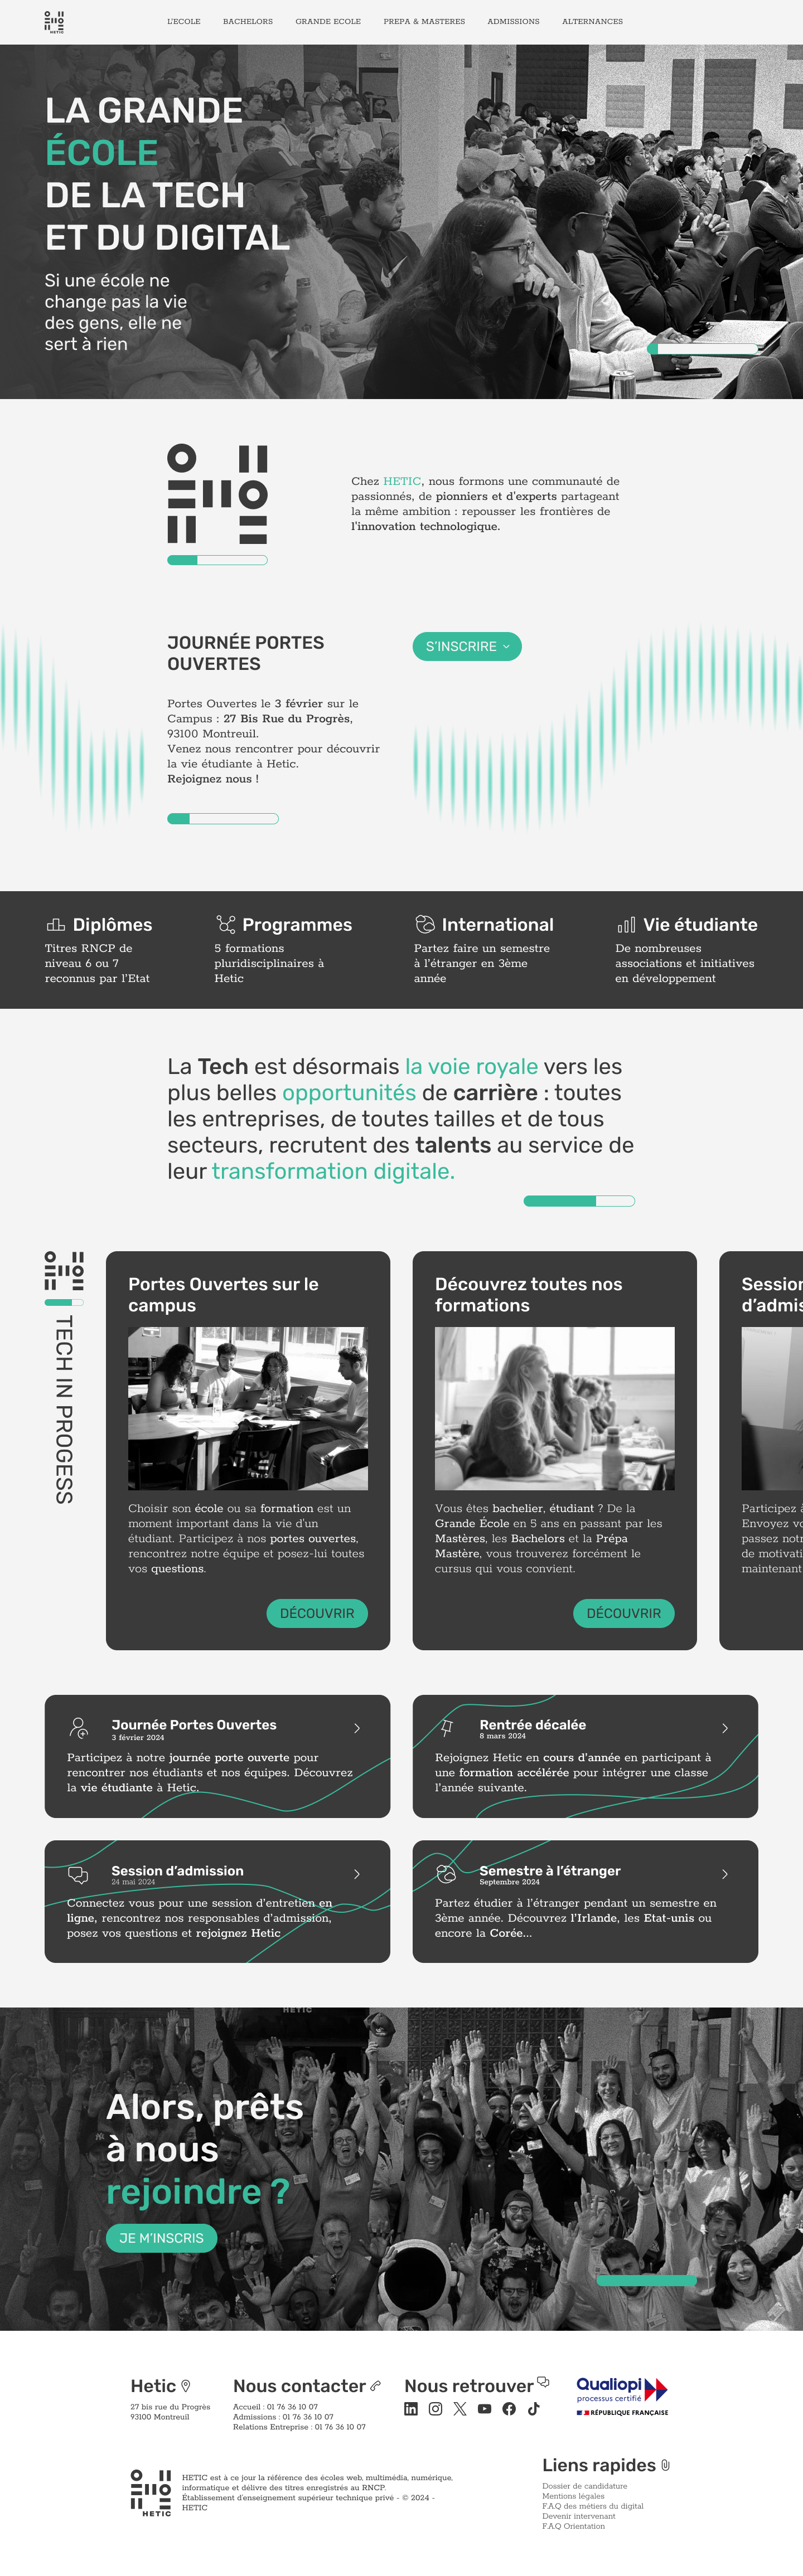 HETIC
L'ECOLE
BACHELORS
GRANDE ECOLE
PREPA & MASTERES
ADMISSIONS
ALTERNANCES
LA GRANDE
ÉCOLE
DE LA TECH
ET DU DIGITAL
Si une école ne
change pas la vie
des gens, elle ne
sert à rien
Chez HETIC, nous formons une communauté de
passionnés, de pionniers et d'experts partageant
la même ambition : repousser les frontières de
l'innovation technologique.
JOURNÉE PORTES
OUVERTES
S'INSCRIRE
Portes Ouvertes le 3 février sur le
Campus : 27 Bis Rue du Progrès,
93100 Montreuil.
Venez nous rencontrer pour découvrir
la vie étudiante à Hetic.
Rejoignez nous !
Diplômes
Titres RNCP de
niveau 6 ou 7
reconnus par l'Etat
Programmes
5 formations
pluridisciplinaires à
Hetic
International
Partez faire un semestre
à l'étranger en 3ème
année
Vie étudiante
De nombreuses
associations et initiatives
en développement
La Tech est désormais la voie royale vers les
plus belles opportunités de carrière : toutes
les entreprises, de toutes tailles et de tous
secteurs, recrutent des talents au service de
leur transformation digitale.
TECH IN PROGESS
Portes Ouvertes sur le
campus
HETIC
Choisir son école ou sa formation est un
moment important dans la vie d'un
étudiant. Participez à nos portes ouvertes,
rencontrez notre équipe et posez-lui toutes
vos questions.
DÉCOUVRIR
Découvrez toutes nos
formations
Vous êtes bachelier, étudiant ? De la
Grande École en 5 ans en passant par les
Mastères, les Bachelors et la Prépa
Mastère, vous trouverez forcément le
cursus qui vous convient.
DÉCOUVRIR
Session
d'admis
Participez à
Envoyez vo
passez notr
de motivati
maintenant
Journée Portes Ouvertes
3 février 2024
Participez à notre journée porte ouverte pour
rencontrer nos étudiants et nos équipes. Découvrez
la vie étudiante à Hetic.
Rentrée décalée
8 mars 2024
Rejoignez Hetic en cours d'année en participant à
une formation accélérée pour intégrer une classe
l'année suivante.
Session d'admission
24 mai 2024
Connectez vous pour une session d'entretien en
ligne, rencontrez nos responsables d'admission,
posez vos questions et rejoignez Hetic
Semestre à l'étranger
Septembre 2024
Partez étudier à l'étranger pendant un semestre en
3ème année. Découvrez l'Irlande, les Etat-unis ou
encore la Corée...
HETIC
Alors, prêts
à nous
rejoindre ?
JE M'INSCRIS
Hetic
27 bis rue du Progrès
93100 Montreuil
Nous contacter
Accueil : 01 76 36 10 07
Admissions : 01 76 36 10 07
Relations Entreprise : 01 76 36 10 07
Nous retrouver
Qualiopi
processus certifié
RÉPUBLIQUE FRANÇAISE
HETIC
HETIC est à ce jour la référence des écoles web, multimédia, numérique,
informatique et délivre des titres enregistrés au RNCP.
Établissement d'enseignement supérieur technique privé - © 2024 -
HETIC
Liens rapides
Dossier de candidature
Mentions légales
F.A.Q des métiers du digital
Devenir intervenant
F.A.Q Orientation